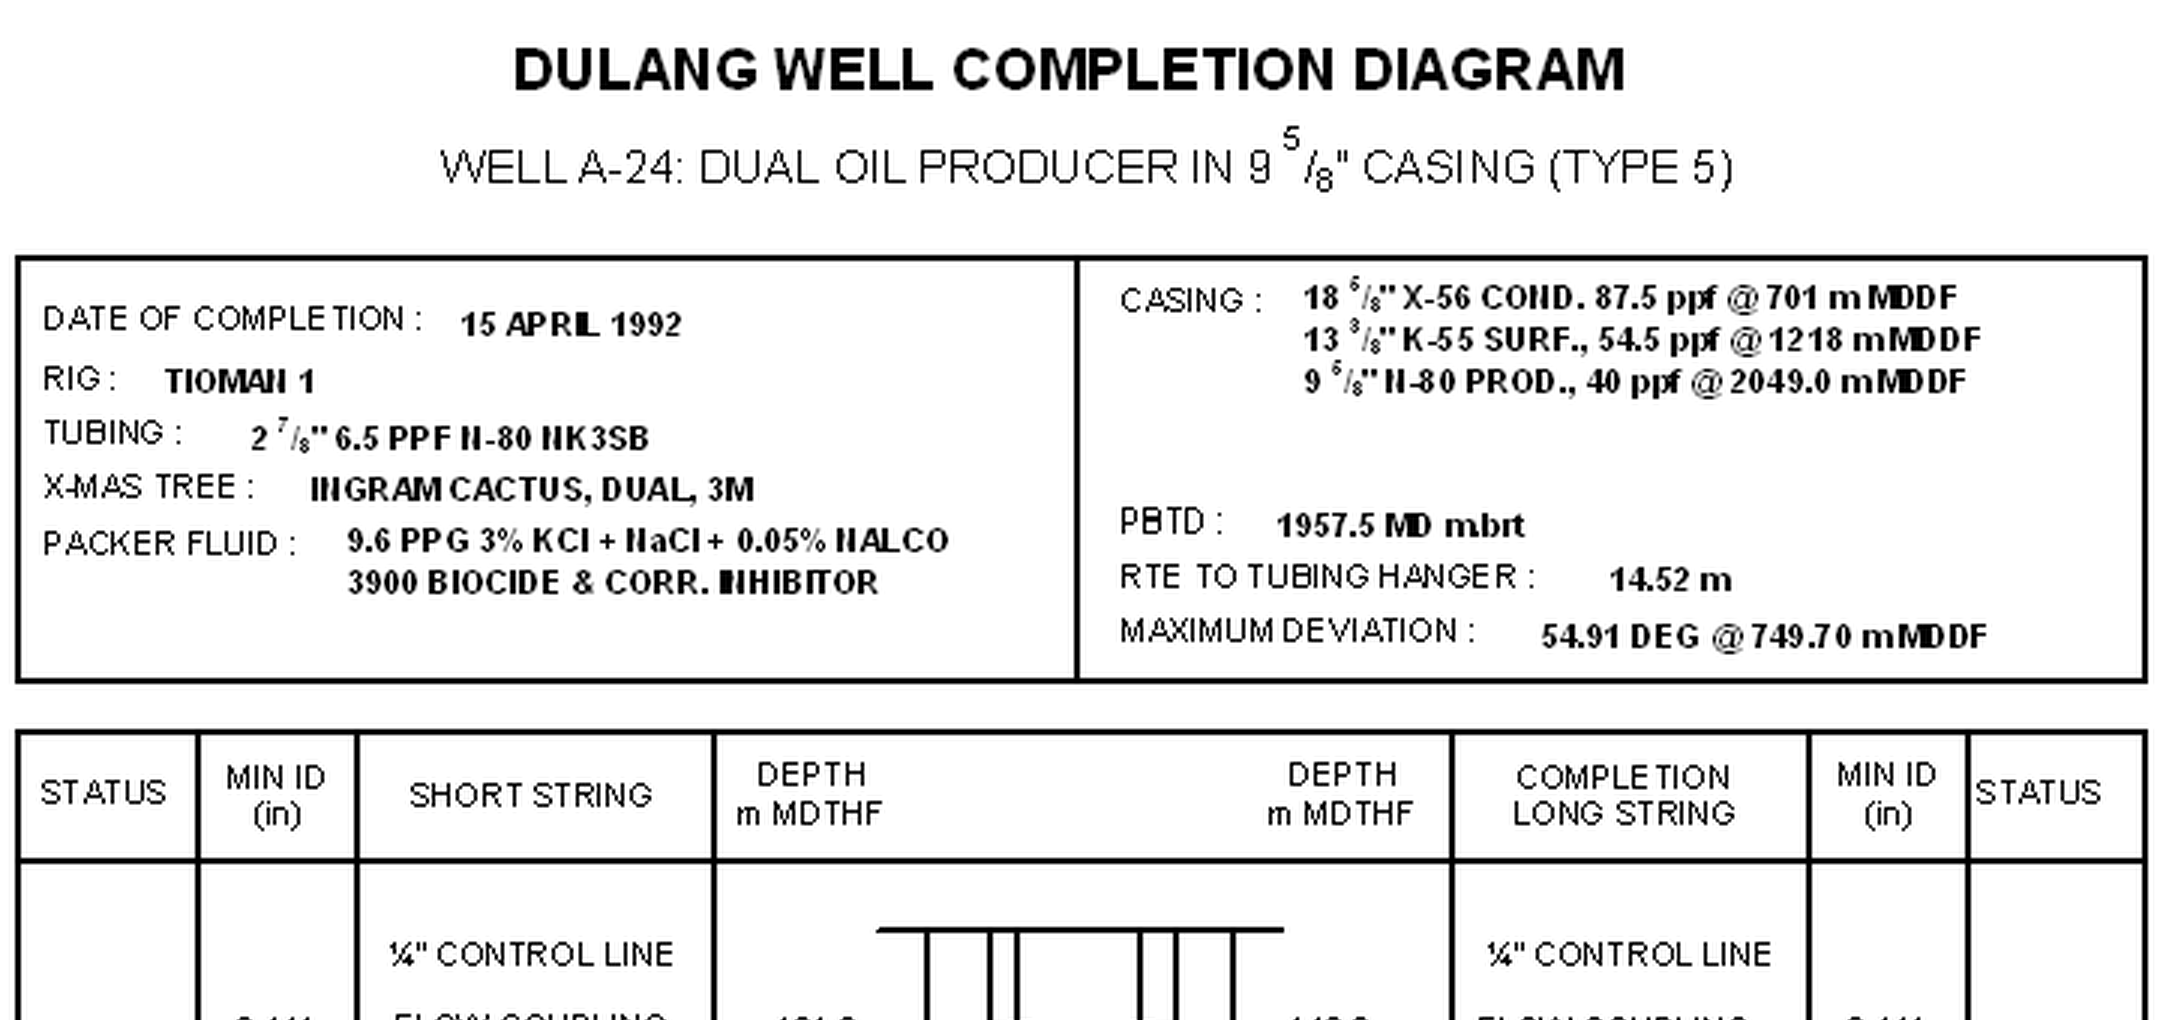 DULANG WELL COMPLETION DIAGRAM
WELL A-24: DUAL OIL PRODUCER IN 9 5/8" CASING (TYPE 5)
DATE OF COMPLETION : 15 APRIL 1992
RIG : TIOMAN 1
TUBING : 2 7/8" 6.5 PPF N-80 NK3SB
X-MAS TREE : INGRAM CACTUS, DUAL, 3M
PACKER FLUID : 9.6 PPG 3% KCl + NaCl + 0.05% NALCO
3900 BIOCIDE & CORR. INHIBITOR
CASING : 18 5/8" X-56 COND. 87.5 ppf @ 701 m MDDF
13 3/8" K-55 SURF., 54.5 ppf @ 1218 m MDDF
9 5/8" N-80 PROD., 40 ppf @ 2049.0 m MDDF
PBTD : 1957.5 MD m.brt
RTE TO TUBING HANGER : 14.52 m
MAXIMUM DEVIATION : 54.91 DEG @ 749.70 m MDDF
STATUS
MIN ID
(in)
SHORT STRING
DEPTH
m MDTHF
DEPTH
m MDTHF
COMPLETION
LONG STRING
MIN ID
(in)
STATUS
¼" CONTROL LINE
¼" CONTROL LINE